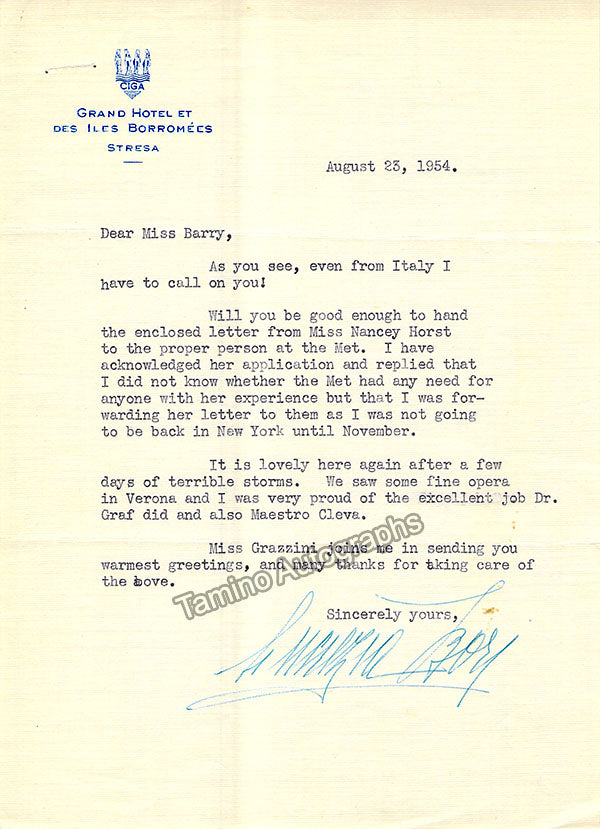 CIGA
GRAND HOTEL ET
DES ILES BORROMÉES
STRESA
August 23, 1954.
Dear Miss Barry,
As you see, even from Italy I
have to call on you!
Will you be good enough to hand
the enclosed letter from Miss Nancey Horst
to the proper person at the Met. I have
acknowledged her application and replied that
I did not know whether the Met had any need for
anyone with her experience but that I was for-
warding her letter to them as I was not going
to be back in New York until November.
It is lovely here again after a few
days of terrible storms. We saw some fine opera
in Verona and I was very proud of the excellent job Dr.
Graf did and also Maestro Cleva.
Miss Grazzini joins me in sending you
warmest greetings, and many thanks for taking care of
the above.
Tamino Autographs
Sincerely yours,